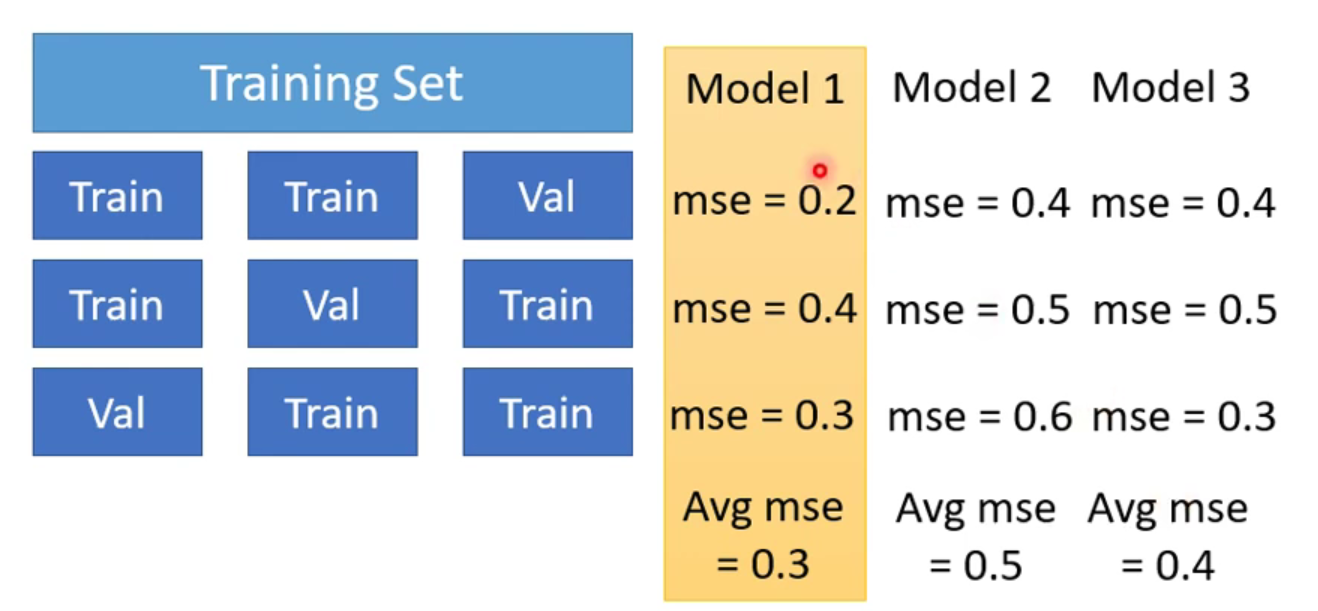 Training Set
Model 1 Model 2 Model 3
Train Train Val mse = 0.2 mse = 0.4 mse = 0.4
Train Val Train mse = 0.4 mse = 0.5 mse = 0.5
Val Train Train mse = 0.3 mse = 0.6 mse = 0.3
Avg mse Avg mse Avg mse
= 0.3 = 0.5 = 0.4